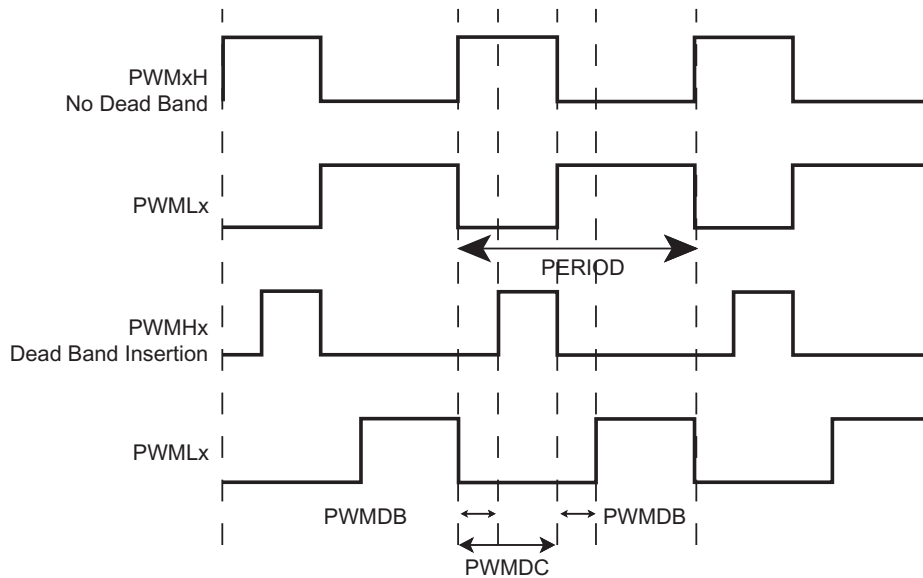 PWMxH
No Dead Band
PWMLx
PERIOD
PWMHx
Dead Band Insertion
PWMLx
PWMDB
PWMDB
PWMDC